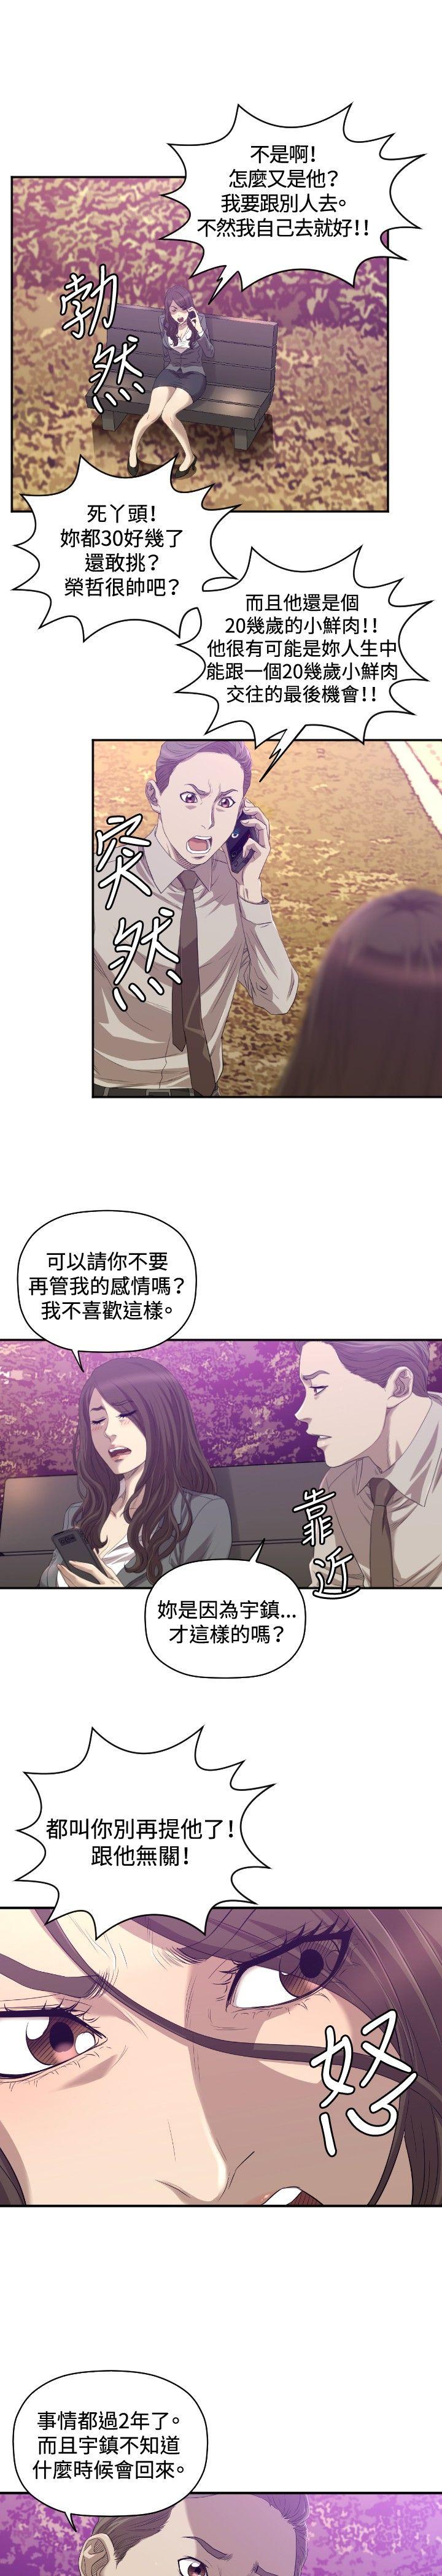 不是啊！
怎麼又是他？
我要跟別人去。
不然我自己去就好！！
勃然
死丫頭！
妳都30好幾了
還敢挑？
榮哲很帥吧？
而且他還是個
20幾歲的小鮮肉！！
他很有可能是妳人生中
能跟一個20幾歲小鮮肉
交往的最後機會！！
突然
可以請你不要
再管我的感情嗎？
我不喜歡這樣。
靠近
妳是因為宇鎮...
才這樣的嗎？
都叫你別再提他了！
跟他無關！
怒
事情都過2年了。
而且宇鎮不知道
什麼時候會回來。